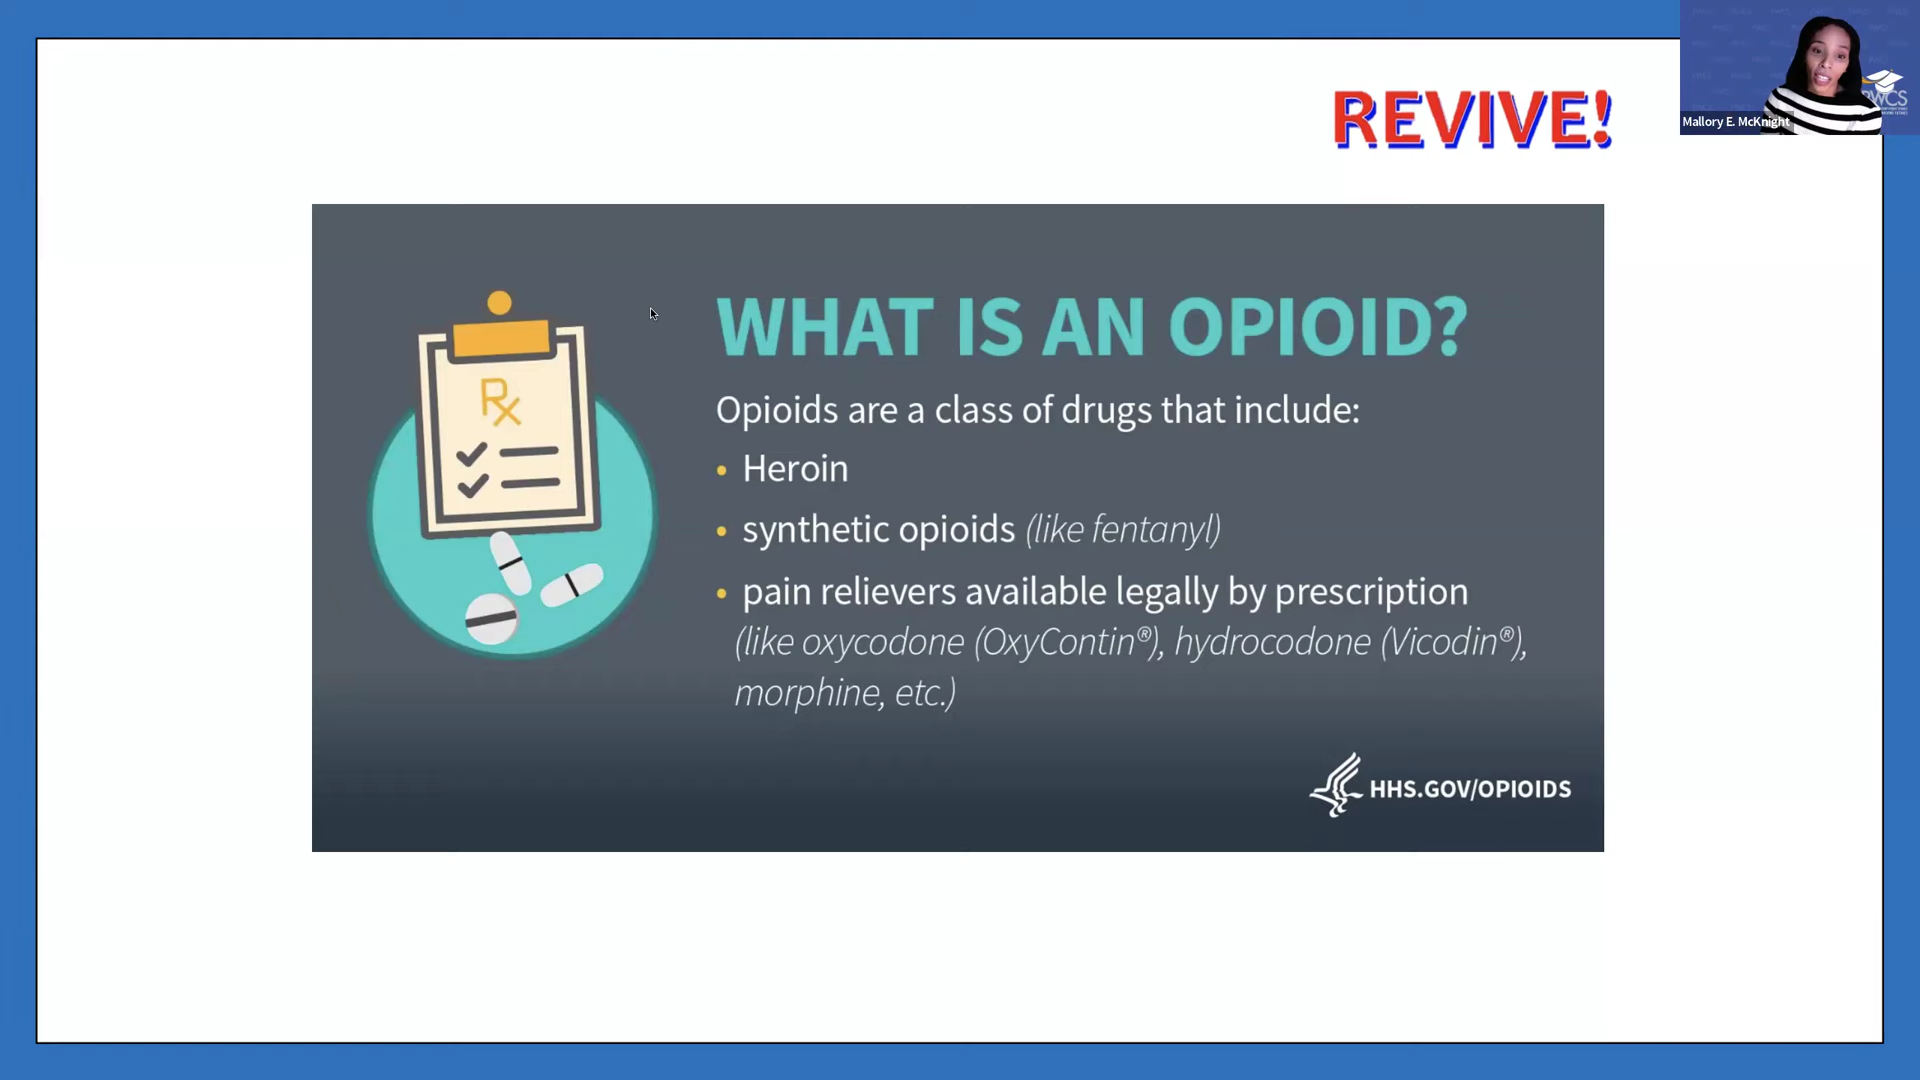 REVIVE!
PWCS
Mallory E. McKnight
WHAT IS AN OPIOID?
Opioids are a class of drugs that include:
• Heroin
• synthetic opioids (like fentanyl)
• pain relievers available legally by prescription
(like oxycodone (OxyContin®), hydrocodone (Vicodin®),
morphine, etc.)
Rx
HHS.GOV/OPIOIDS